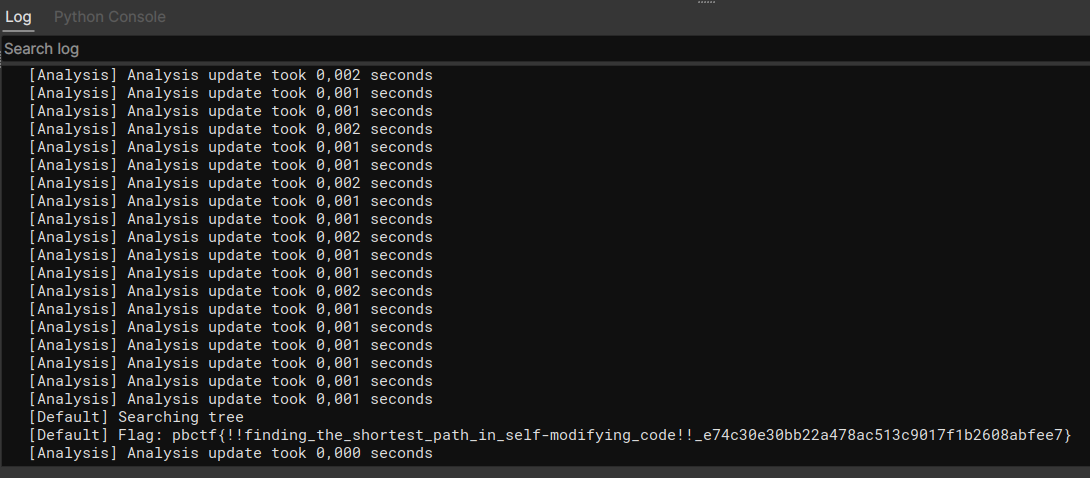 Log Python Console
Search log
[Analysis] Analysis update took 0,002 seconds
[Analysis] Analysis update took 0,001 seconds
[Analysis] Analysis update took 0,001 seconds
[Analysis] Analysis update took 0,002 seconds
[Analysis] Analysis update took 0,001 seconds
[Analysis] Analysis update took 0,001 seconds
[Analysis] Analysis update took 0,002 seconds
[Analysis] Analysis update took 0,001 seconds
[Analysis] Analysis update took 0,001 seconds
[Analysis] Analysis update took 0,002 seconds
[Analysis] Analysis update took 0,001 seconds
[Analysis] Analysis update took 0,001 seconds
[Analysis] Analysis update took 0,002 seconds
[Analysis] Analysis update took 0,001 seconds
[Analysis] Analysis update took 0,001 seconds
[Analysis] Analysis update took 0,001 seconds
[Analysis] Analysis update took 0,001 seconds
[Analysis] Analysis update took 0,001 seconds
[Analysis] Analysis update took 0,001 seconds
[Default] Searching tree
[Default] Flag: pbctf{!!finding_the_shortest_path_in_self-modifying_code!!_e74c30e30bb22a478ac513c9017f1b2608abfee7}
[Analysis] Analysis update took 0,000 seconds